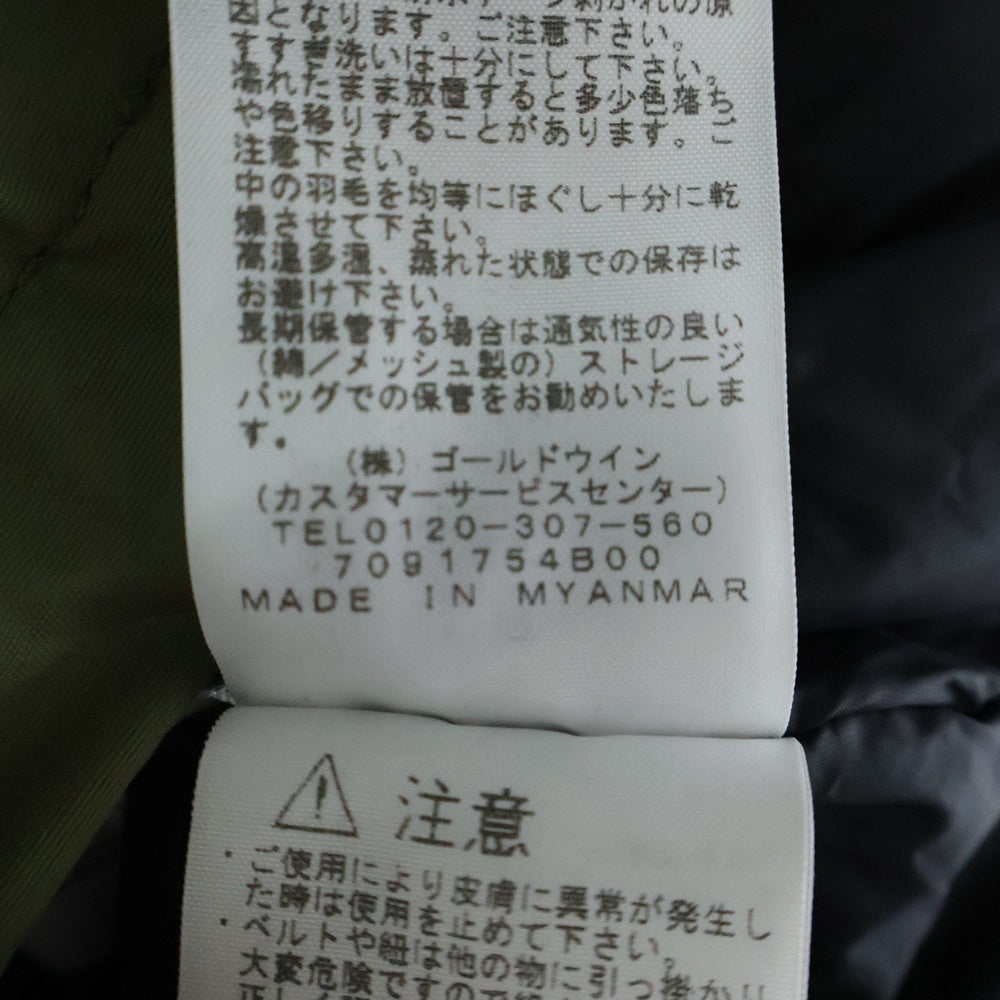 剥がれの原
因となります。ご注意下さい。
すすぎ洗いは十分にして下さい。
濡れたまま放置すると多少色落ち
や色移りすることがあります。ご
注意下さい。
中の羽毛を均等にほぐし十分に乾
燥させて下さい。
高温多湿、蒸れた状態での保存は
お避け下さい。
長期保管する場合は通気性の良い
(綿/メッシュ製の)ストレージ
バッグでの保管をお勧めいたしま
す。
(株)ゴールドウイン
(カスタマーサービスセンター)
TEL0120-307-560
7091754B00
MADE IN MYANMAR
注意
・ご使用により皮膚に異常が発生し
た時は使用を止めて下さい。
・ベルトや紐は他の物に引っ掛かり
大変危険ですので
正しく